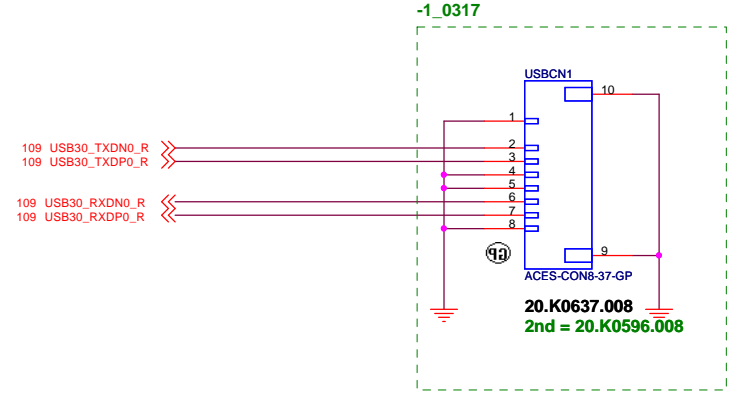 -1_0317
USBCN1
10
1
109 USB30_TXDN0_R
2
109 USB30_TXDP0_R
3
4
5
109 USB30_RXDN0_R
6
109 USB30_RXDP0_R
7
8
GP
9
ACES-CON8-37-GP
20.K0637.008
2nd = 20.K0596.008